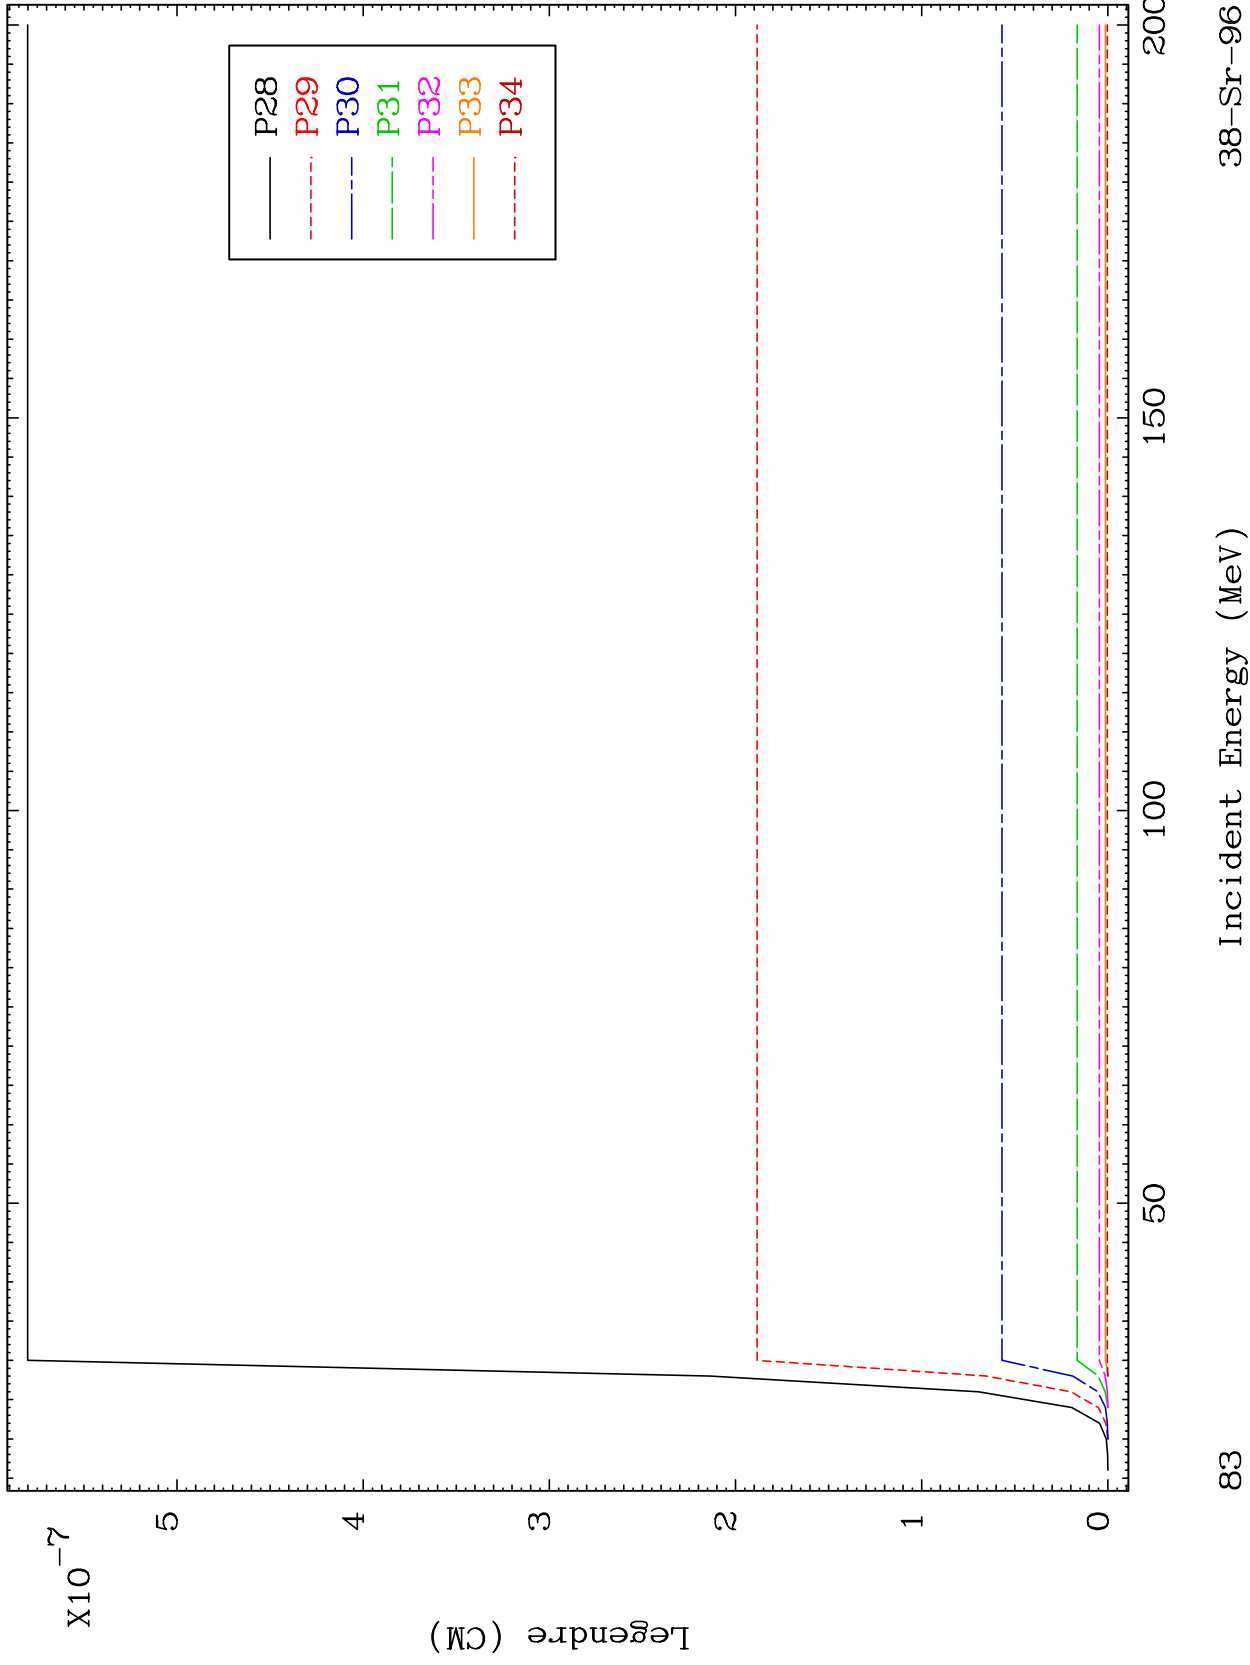 X10^-7
5
4
3
2
1
0
Legendre (CM)
P28
P29
P30
P31
P32
P33
P34
50
100
150
200
83
Incident Energy (MeV)
38-Sr-96